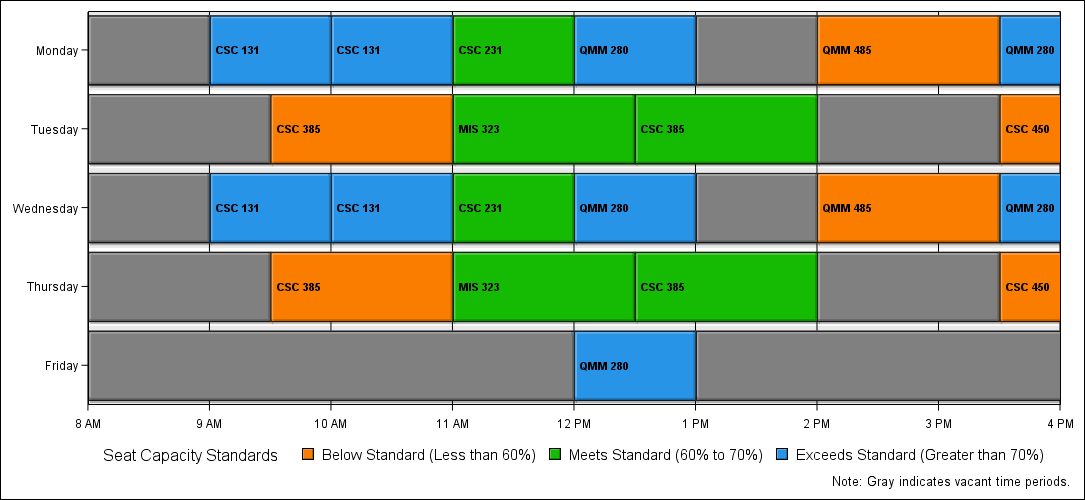 Monday CSC 131 CSC 131 CSC 231 QMM 280 QMM 485 QMM 280
Tuesday CSC 385 MIS 323 CSC 385 CSC 450
Wednesday CSC 131 CSC 131 CSC 231 QMM 280 QMM 485 QMM 280
Thursday CSC 385 MIS 323 CSC 385 CSC 450
Friday QMM 280
8 AM 9 AM 10 AM 11 AM 12 PM 1 PM 2 PM 3 PM 4 PM
Seat Capacity Standards Below Standard (Less than 60%) Meets Standard (60% to 70%) Exceeds Standard (Greater than 70%)
Note: Gray indicates vacant time periods.